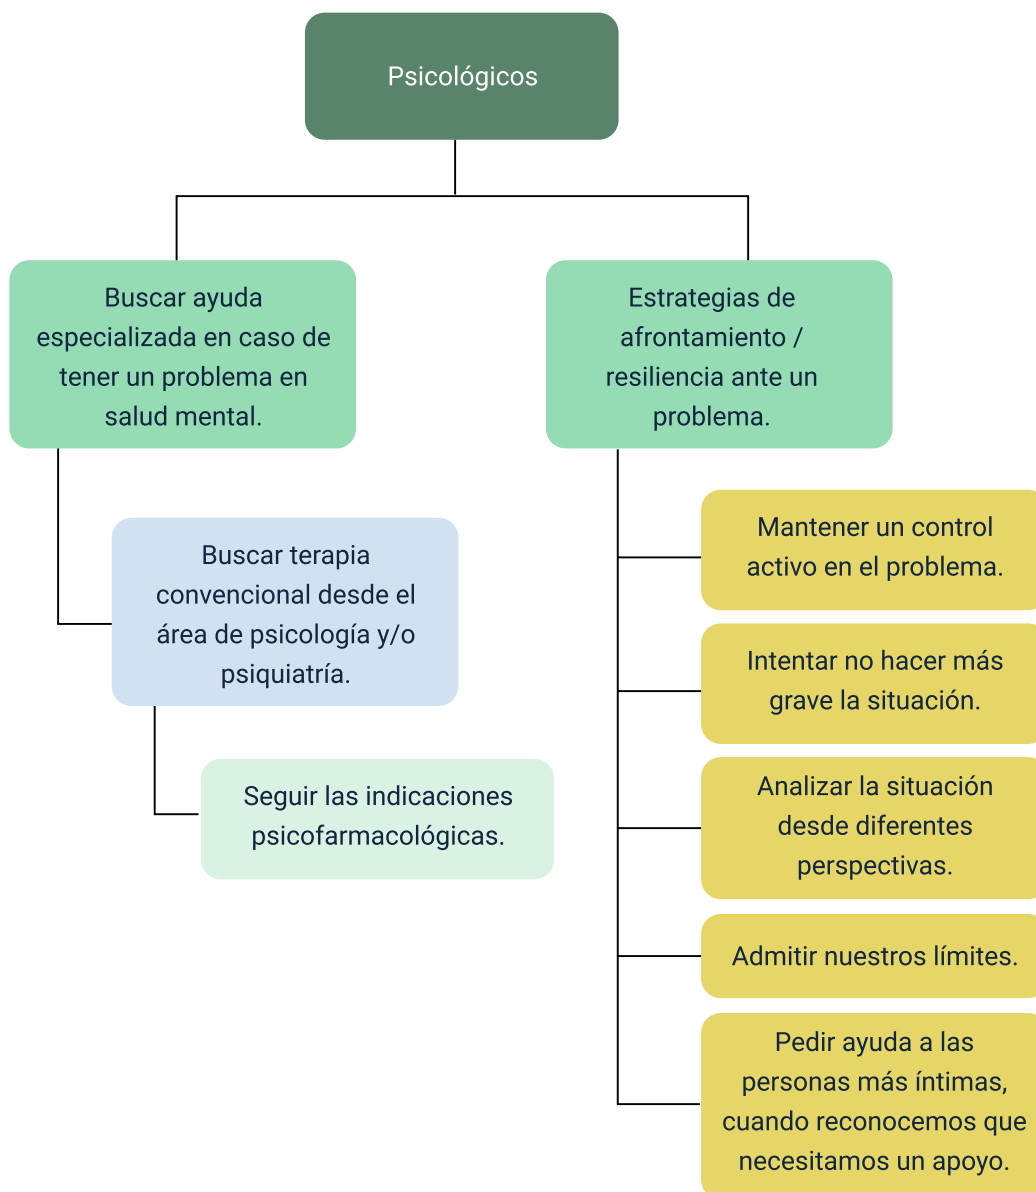 Psicológicos
Buscar ayuda
especializada en caso de
tener un problema en
salud mental.
Buscar terapia
convencional desde el
área de psicología y/o
psiquiatría.
Seguir las indicaciones
psicofarmacológicas.
Estrategias de
afrontamiento /
resiliencia ante un
problema.
Mantener un control
activo en el problema.
Intentar no hacer más
grave la situación.
Analizar la situación
desde diferentes
perspectivas.
Admitir nuestros límites.
Pedir ayuda a las
personas más íntimas,
cuando reconocemos que
necesitamos un apoyo.